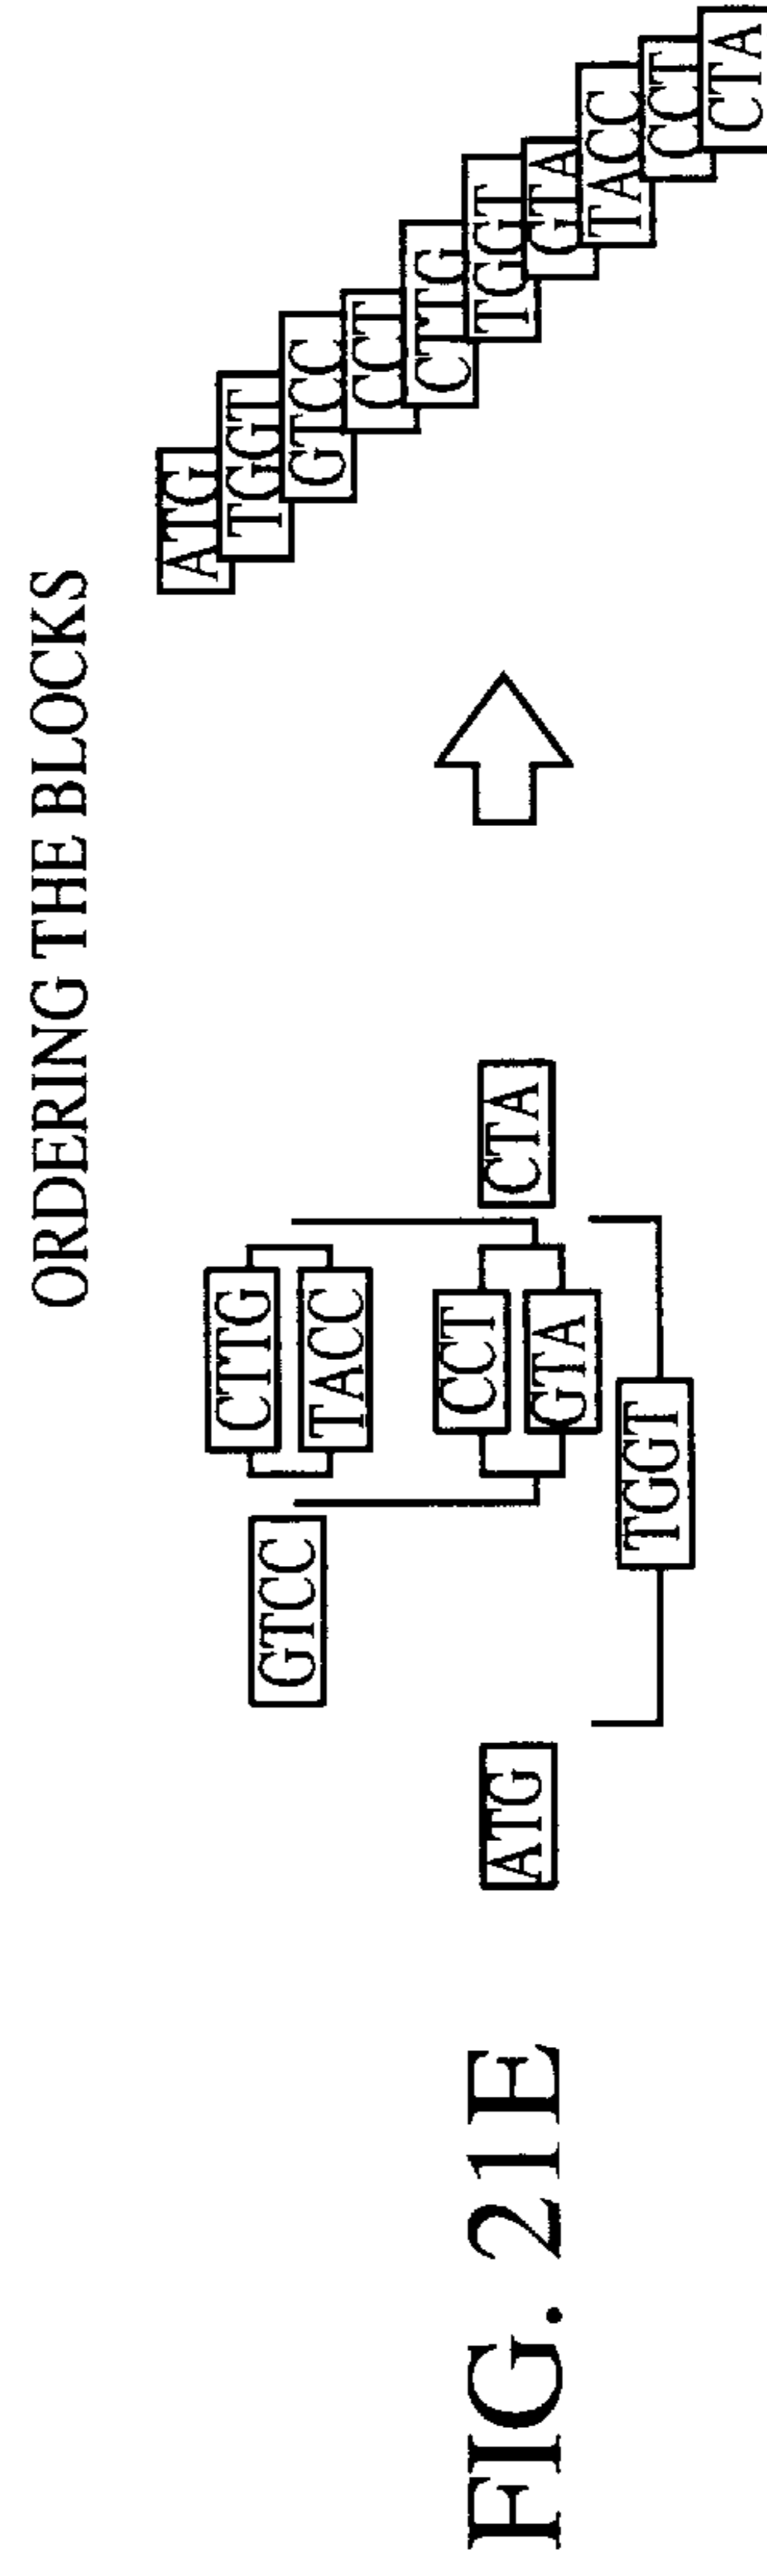 ORDERING THE BLOCKS
FIG. 21E
ATG
GTCC
CTTG
TACC
CCT
GTA
TGGT
CTA
ATG
TGGT
GTCC
CCT
CTTG
TGGT
GTA
TACC
CCT
CTA